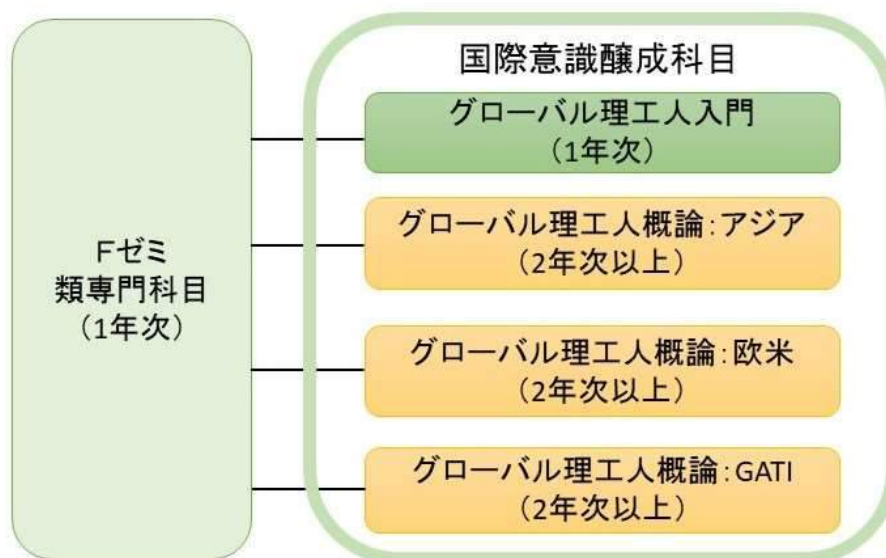 Fゼミ
類専門科目
（1年次）
国際意識醸成科目
グローバル理工人入門
（1年次）
グローバル理工人概論：アジア
（2年次以上）
グローバル理工人概論：欧米
（2年次以上）
グローバル理工人概論：GATI
（2年次以上）